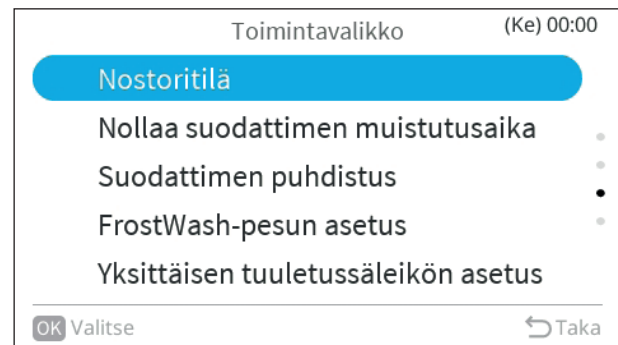 Toimintavalikko
(Ke) 00:00
Nostoritilä
Nollaa suodattimen muistutusaika
Suodattimen puhdistus
FrostWash-pesun asetus
Yksittäisen tuuletussäleikön asetus
OK Valitse
Taka